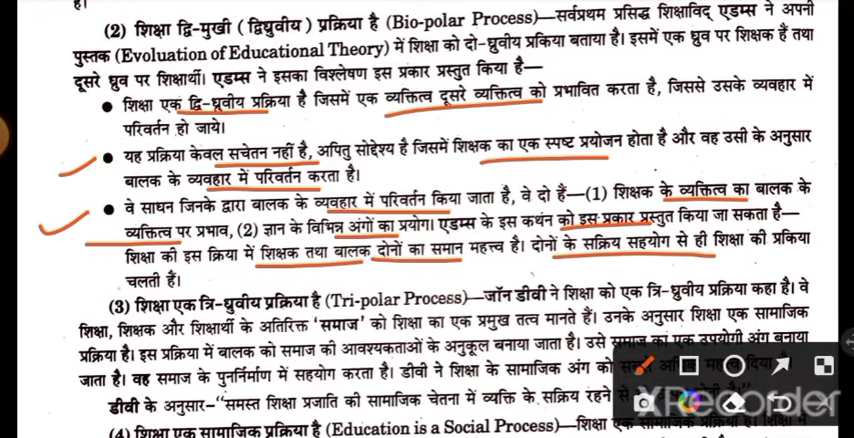 है।
(2) शिक्षा द्वि-मुखी (द्विध्रुवीय) प्रक्रिया है (Bio-polar Process)—सर्वप्रथम प्रसिद्ध शिक्षाविद् एडम्स ने अपनी
पुस्तक (Evoluation of Educational Theory) में शिक्षा को दो-ध्रुवीय प्रकिया बताया है। इसमें एक ध्रुव पर शिक्षक हैं तथा
दूसरे ध्रुव पर शिक्षार्थी। एडम्स ने इसका विश्लेषण इस प्रकार प्रस्तुत किया है—
● शिक्षा एक द्वि-ध्रुवीय प्रक्रिया है जिसमें एक व्यक्तित्व दूसरे व्यक्तित्व को प्रभावित करता है, जिससे उसके व्यवहार में
परिवर्तन हो जाये।
● यह प्रक्रिया केवल सचेतन नहीं है, अपितु सोद्देश्य है जिसमें शिक्षक का एक स्पष्ट प्रयोजन होता है और वह उसी के अनुसार
बालक के व्यवहार में परिवर्तन करता है।
● वे साधन जिनके द्वारा बालक के व्यवहार में परिवर्तन किया जाता है, वे दो हैं—(1) शिक्षक के व्यक्तित्व का बालक के
व्यक्तित्व पर प्रभाव, (2) ज्ञान के विभिन्न अंगों का प्रयोग। एडम्स के इस कथंन को इस प्रकार प्रस्तुत किया जा सकता है—
शिक्षा की इस क्रिया में शिक्षक तथा बालक दोनों का समान महत्त्व है। दोनों के सक्रिय सहयोग से ही शिक्षा की प्रकिया
चलती हैं।
(3) शिक्षा एक त्रि-ध्रुवीय प्रक्रिया है (Tri-polar Process)—जॉन डीवी ने शिक्षा को एक त्रि-ध्रुवीय प्रक्रिया कहा है। वे
शिक्षा, शिक्षक और शिक्षार्थी के अतिरिक्त 'समाज' को शिक्षा का एक प्रमुख तत्व मानते हैं। उनके अनुसार शिक्षा एक सामाजिक
प्रक्रिया है। इस प्रक्रिया में बालक को समाज की आवश्यकताओं के अनुकूल बनाया जाता है। उसे समाज का एक उपयोगी अंग बनाया
जाता है। वह समाज के पुनर्निर्माण में सहयोग करता है। डीवी ने शिक्षा के सामाजिक अंग को महत्त्व दिया है।
डीवी के अनुसार-"समस्त शिक्षा प्रजाति की सामाजिक चेतना में व्यक्ति के सक्रिय रहने से
XRecorder
(4) शिक्षा एक सामाजिक प्रक्रिया है (Education is a Social Process)—शिक्षा एक सामाजिक प्रक्रिया है।